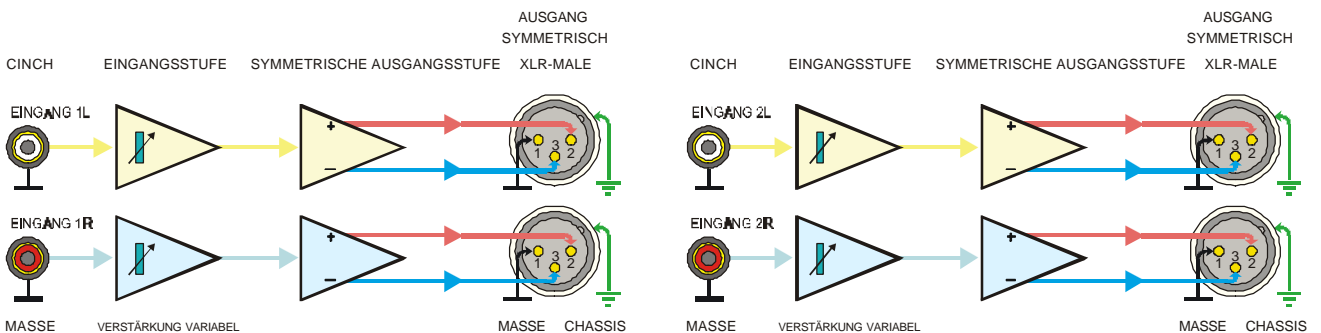 AUSGANG
SYMMETRISCH
CINCH EINGANGSSTUFE SYMMETRISCHE AUSGANGSSTUFE XLR-MALE
EINGANG 1L
+
−
1 3 2
EINGANG 1R
+
−
1 3 2
MASSE VERSTÄRKUNG VARIABEL MASSE CHASSIS
AUSGANG
SYMMETRISCH
CINCH EINGANGSSTUFE SYMMETRISCHE AUSGANGSSTUFE XLR-MALE
EINGANG 2L
+
−
1 3 2
EINGANG 2R
+
−
1 3 2
MASSE VERSTÄRKUNG VARIABEL MASSE CHASSIS